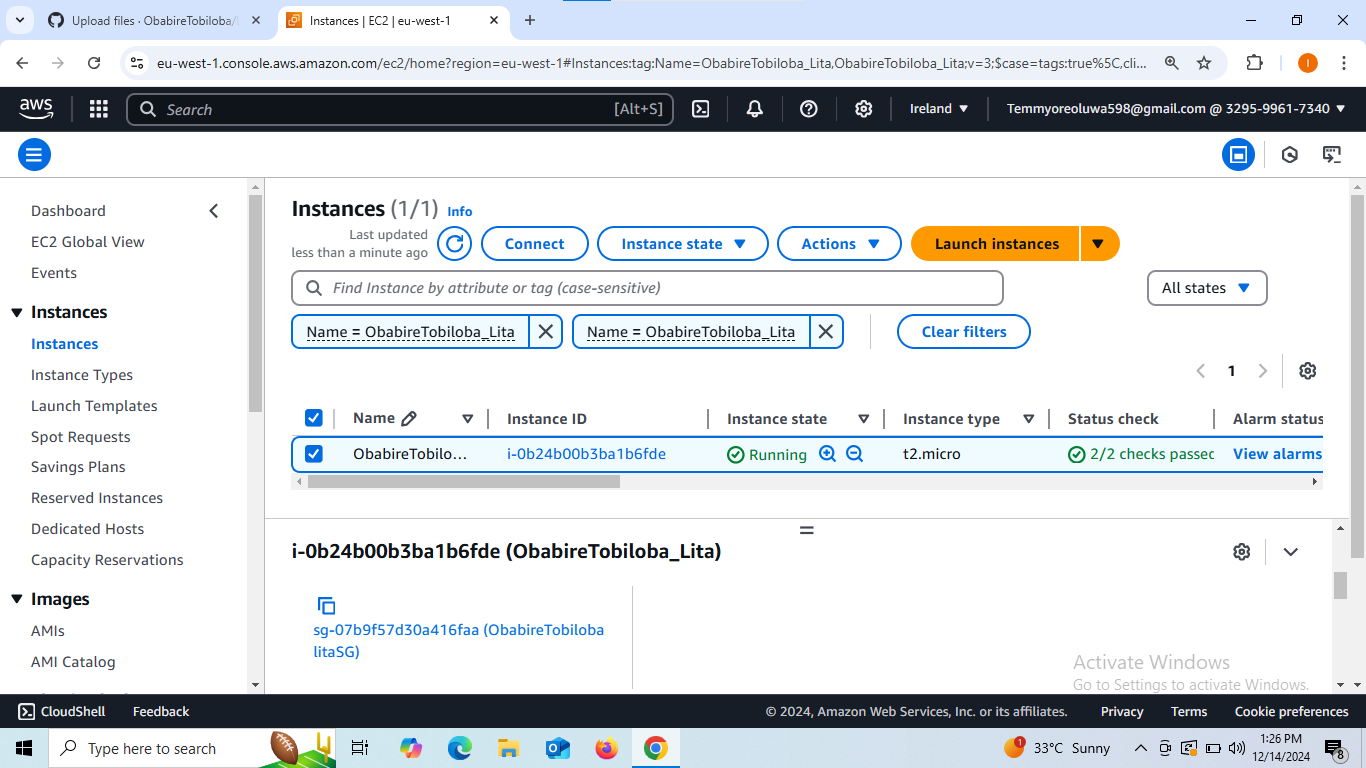 Upload files · ObabireTobiloba/
Instances | EC2 | eu-west-1
eu-west-1.console.aws.amazon.com/ec2/home?region=eu-west-1#Instances:tag:Name=ObabireTobiloba_Lita,ObabireTobiloba_Lita;v=3;$case=tags:true%5C,cli...
I
aws
Search
[Alt+S]
Ireland
Temmyoreoluwa598@gmail.com @ 3295-9961-7340
Dashboard
EC2 Global View
Events
Instances
Instances
Instance Types
Launch Templates
Spot Requests
Savings Plans
Reserved Instances
Dedicated Hosts
Capacity Reservations
Images
AMIs
AMI Catalog
Instances (1/1) Info
Last updated
less than a minute ago
Connect
Instance state
Actions
Launch instances
Find Instance by attribute or tag (case-sensitive)
All states
Name = ObabireTobiloba_Lita
Name = ObabireTobiloba_Lita
Clear filters
1
Name Instance ID Instance state Instance type Status check Alarm status
ObabireTobilo... i-0b24b00b3ba1b6fde Running t2.micro 2/2 checks passed View alarms
i-0b24b00b3ba1b6fde (ObabireTobiloba_Lita)
sg-07b9f57d30a416faa (ObabireTobiloba
litaSG)
Activate Windows
Go to Settings to activate Windows.
CloudShell
Feedback
© 2024, Amazon Web Services, Inc. or its affiliates.
Privacy
Terms
Cookie preferences
Type here to search
1
33°C Sunny
1:26 PM
12/14/2024
8